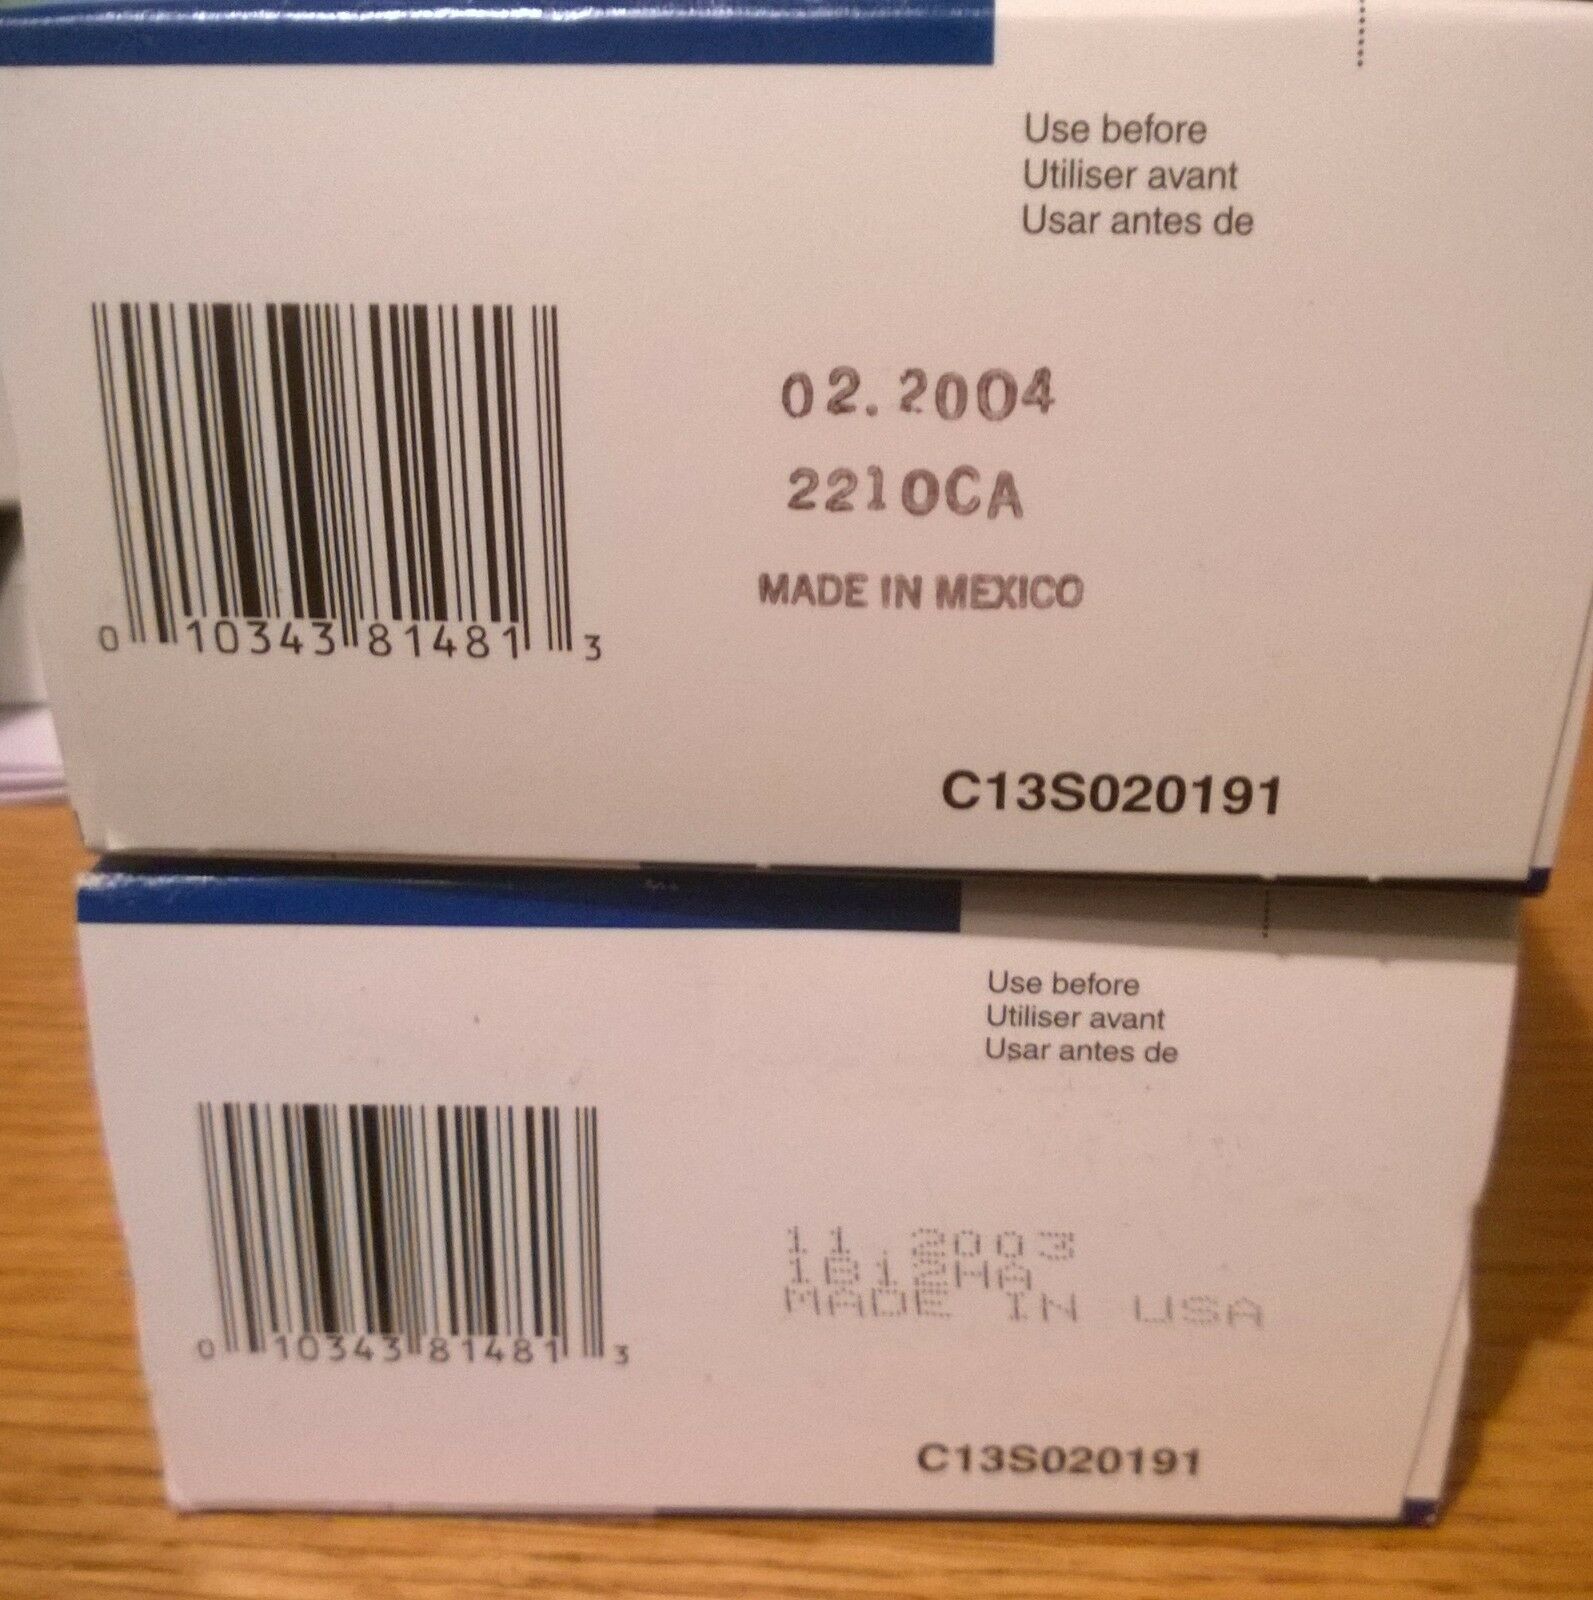 Use before
Utiliser avant
Usar antes de
02.2004
2210CA
MADE IN MEXICO
0 10343 81481 3
C13S020191
Use before
Utiliser avant
Usar antes de
11.2003
1B12HA
MADE IN USA
0 10343 81481 3
C13S020191